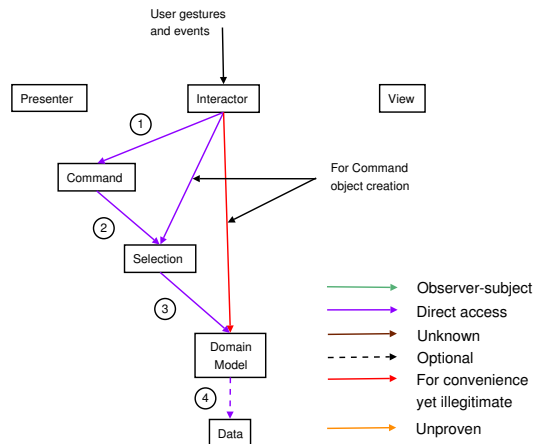 User gestures
and events
Presenter
Interactor
View
1
Command
For Command
object creation
2
Selection
3
Domain
Model
4
Data
Observer-subject
Direct access
Unknown
Optional
For convenience
yet illegitimate
Unproven